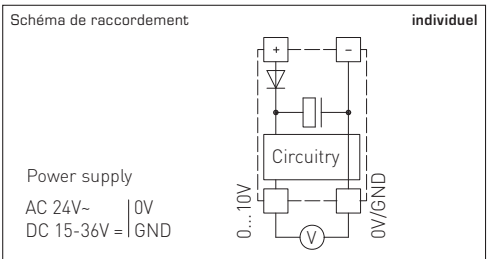 Schéma de raccordement
individuel
+ −
Circuitry
Power supply
AC 24V~ | 0V
DC 15-36V = | GND
0...10V
V
0V/GND